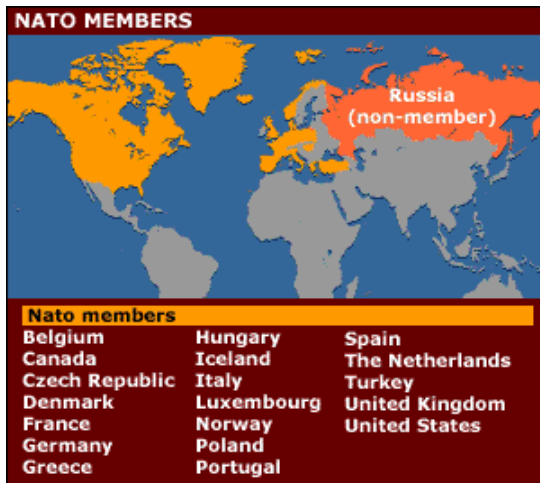 NATO MEMBERS
Russia
(non-member)
Nato members
Belgium
Canada
Czech Republic
Denmark
France
Germany
Greece
Hungary
Iceland
Italy
Luxembourg
Norway
Poland
Portugal
Spain
The Netherlands
Turkey
United Kingdom
United States